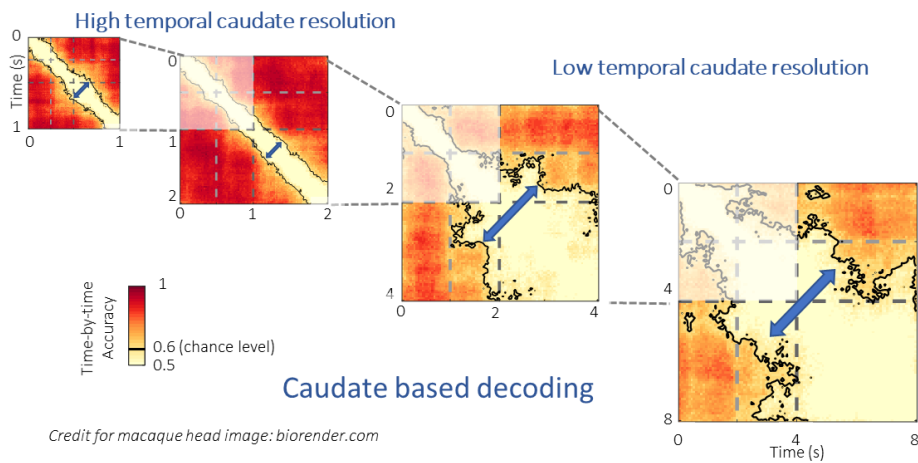 High temporal caudate resolution
Low temporal caudate resolution
0
Time (s)
1
0
1
0
1
2
0
1
2
0
2
4
0
2
4
0
4
8
0
4
8
Time (s)
Time-by-time
Accuracy
1
0.6 (chance level)
0.5
Caudate based decoding
Credit for macaque head image: biorender.com